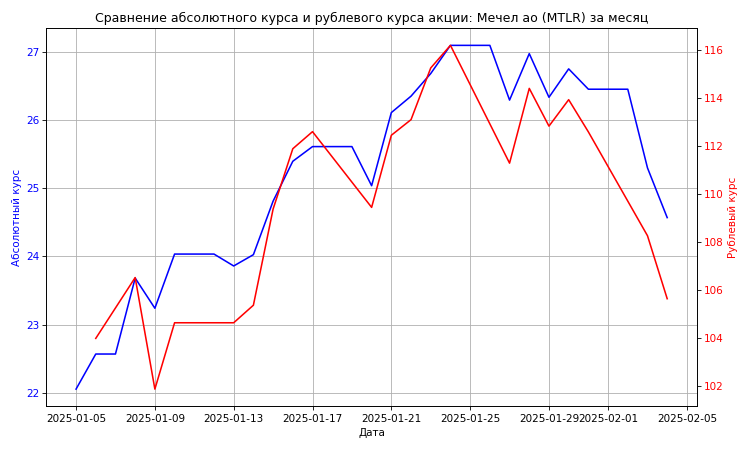 Сравнение абсолютного курса и рублевого курса акции: Мечел ао (MTLR) за месяц
27
26
25
24
23
22
Абсолютный курс
116
114
112
110
108
106
104
102
Рублевый курс
2025-01-05 2025-01-09 2025-01-13 2025-01-17 2025-01-21 2025-01-25 2025-01-29 2025-02-01 2025-02-05
Дата